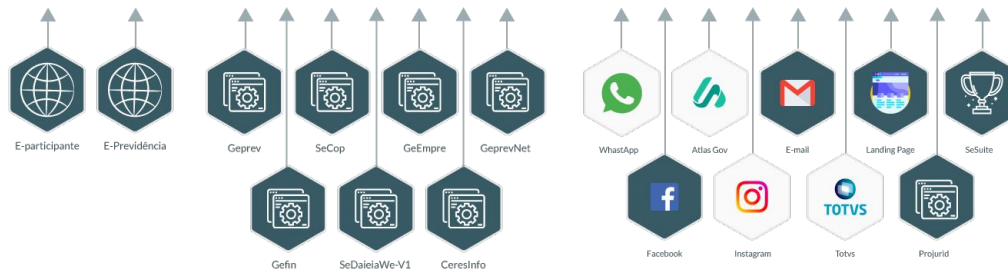 E-participante
E-Previdência
Geprev
SeCop
GeEmpre
GeprevNet
Gefin
SeDaieiaWe-V1
CeresInfo
WhastApp
Atlas Gov
E-mail
Landing Page
SeSuite
TOTVS
Facebook
Instagram
Totvs
Projurid